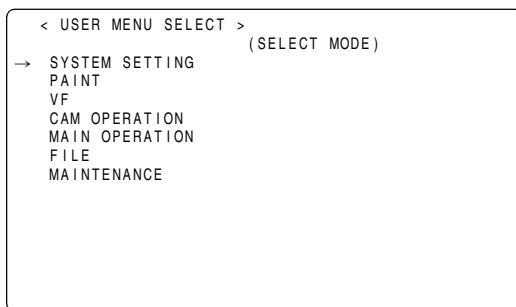 < USER MENU SELECT >
(SELECT MODE)
→ SYSTEM SETTING
PAINT
VF
CAM OPERATION
MAIN OPERATION
FILE
MAINTENANCE